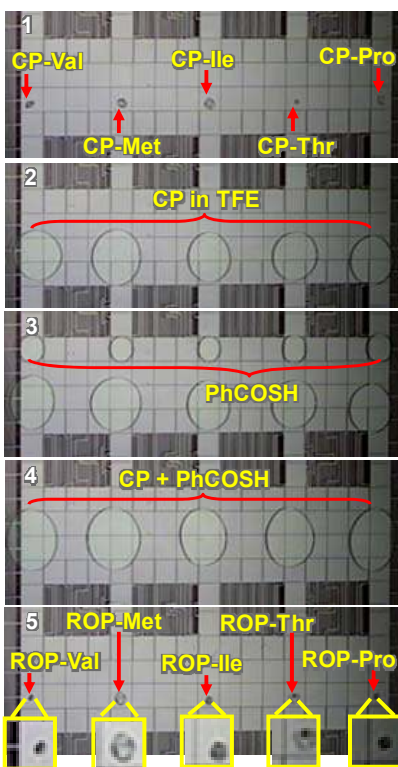 1
CP-Val
CP-Ile
CP-Pro
CP-Met
CP-Thr
2
CP in TFE
3
PhCOSH
4
CP + PhCOSH
5
ROP-Met
ROP-Thr
ROP-Val
ROP-Ile
ROP-Pro